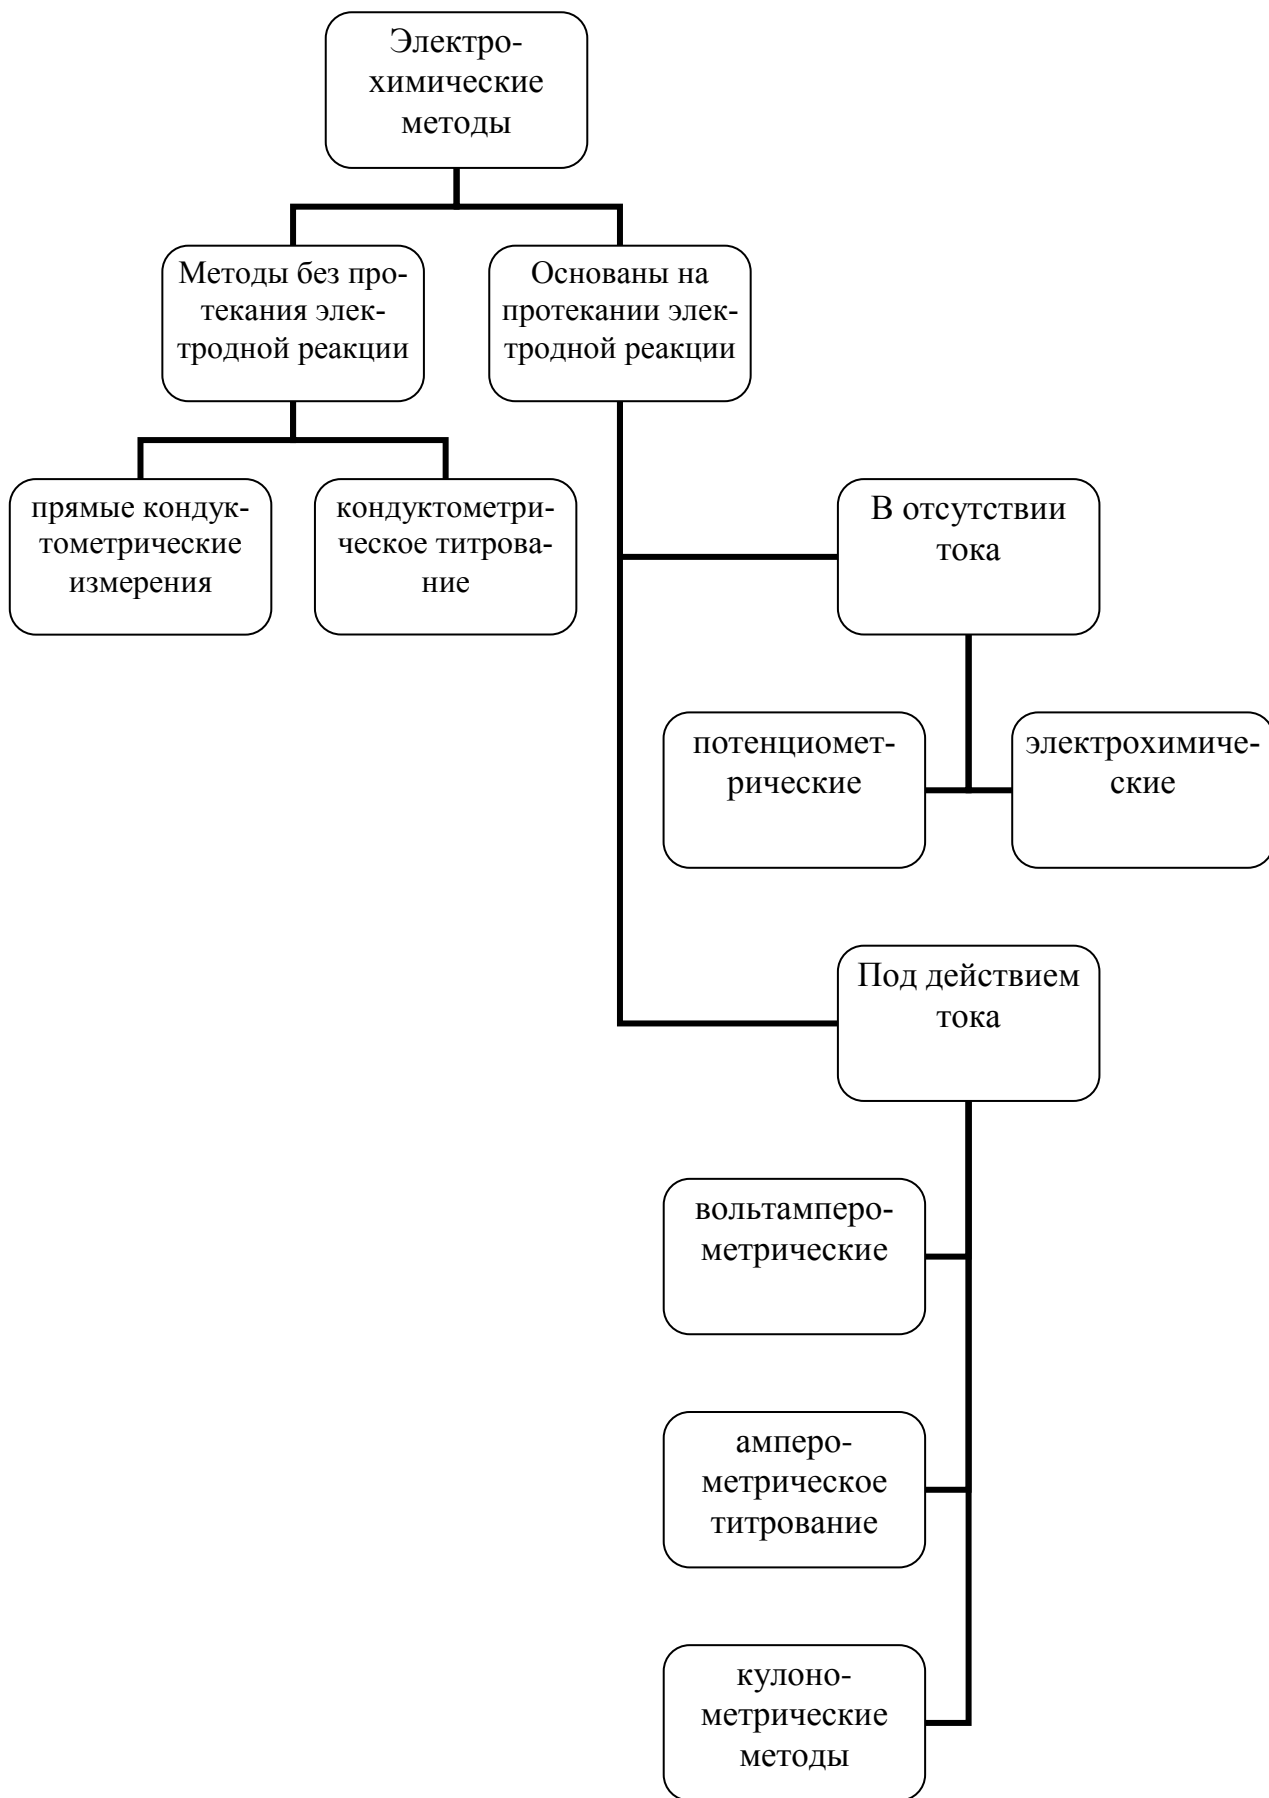 Электро-
химические
методы
Методы без про-
текания элек-
тродной реакции
Основаны на
протекании элек-
тродной реакции
прямые кондук-
тометрические
измерения
кондуктометри-
ческое титрова-
ние
В отсутствии
тока
потенциомет-
рические
электрохимиче-
ские
Под действием
тока
вольтамперо-
метрические
амперо-
метрическое
титрование
кулоно-
метрические
методы